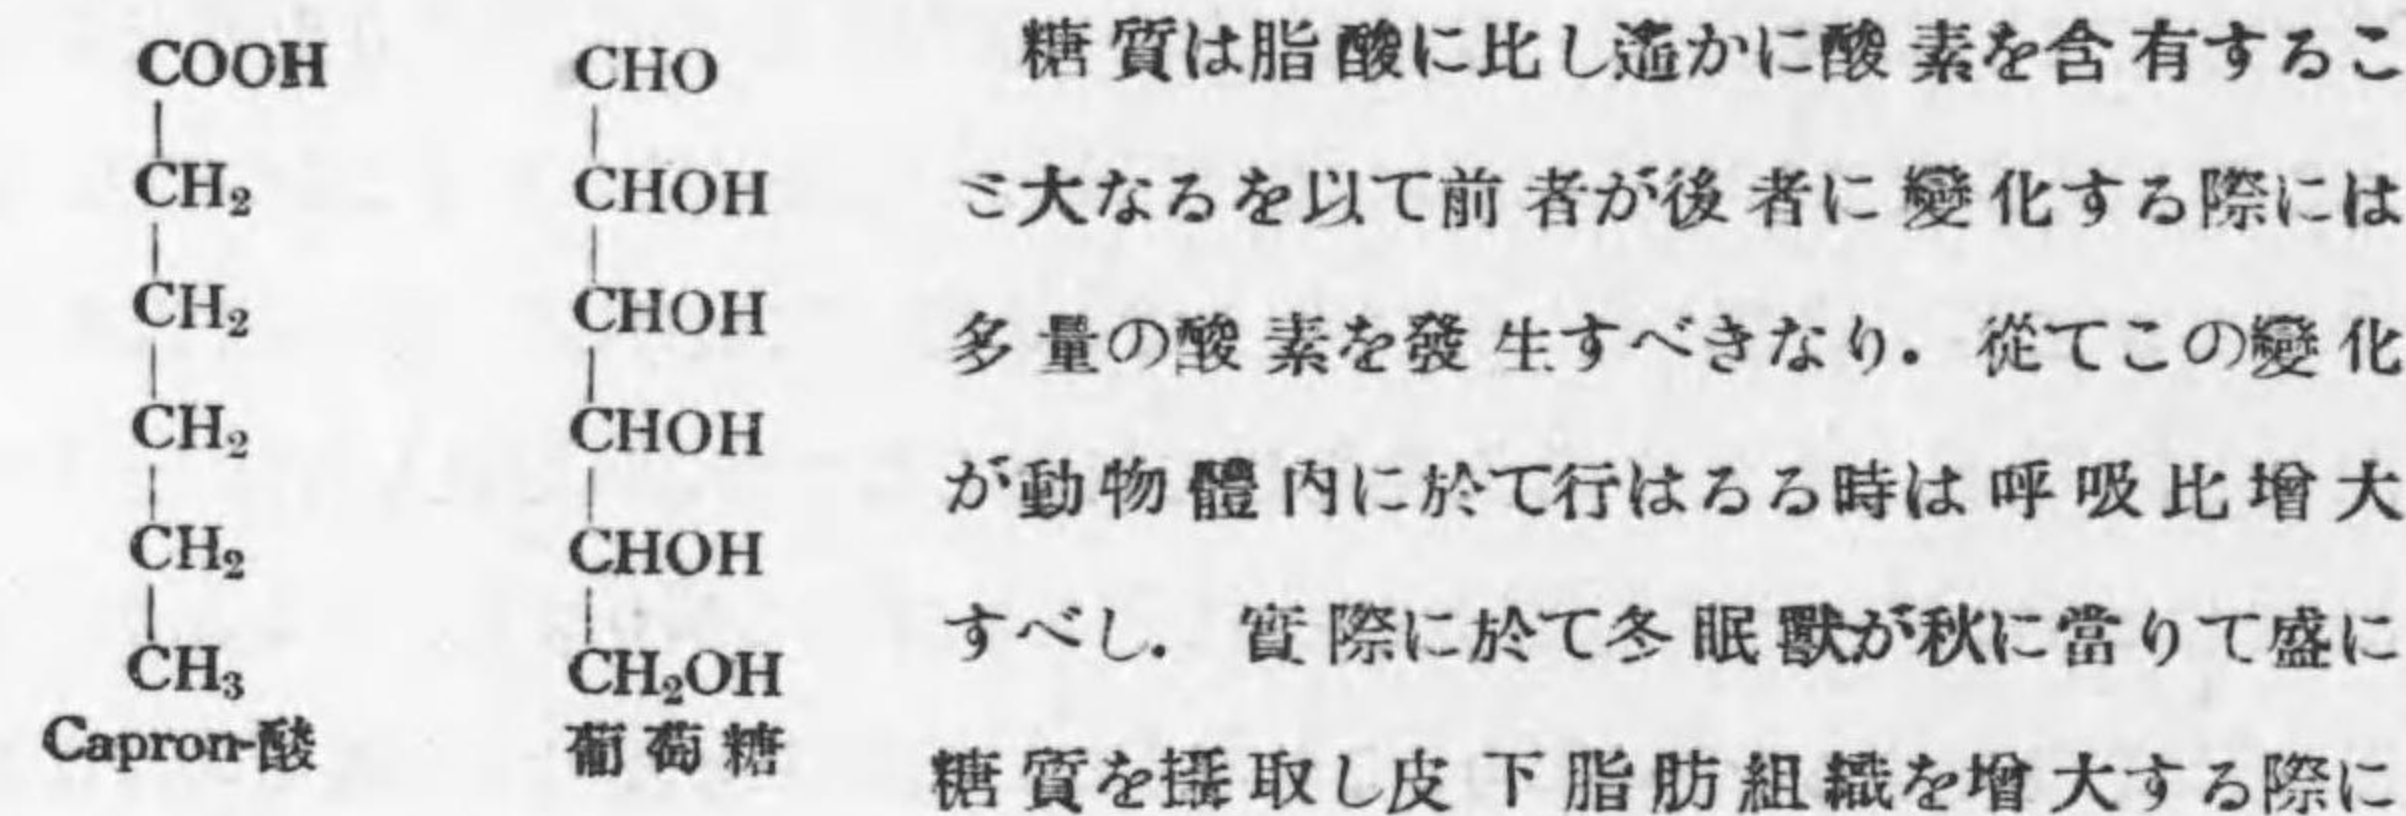 COOH
CH₂
CH₂
CH₂
CH₂
CH₃
Capron-酸
CHO
CHOH
CHOH
CHOH
CHOH
CH₂OH
葡萄糖
糖質は脂酸に比し遙かに酸素を含有するこ
ミ大なるを以て前者が後者に變化する際には
多量の酸素を發生すべきなり．從てこの變化
が動物體内に於て行はるる時は呼吸比增大
すべし．實際に於て冬眠獸が秋に當りて盛に
糖質を攝取し皮下脂肪組織を增大する際に